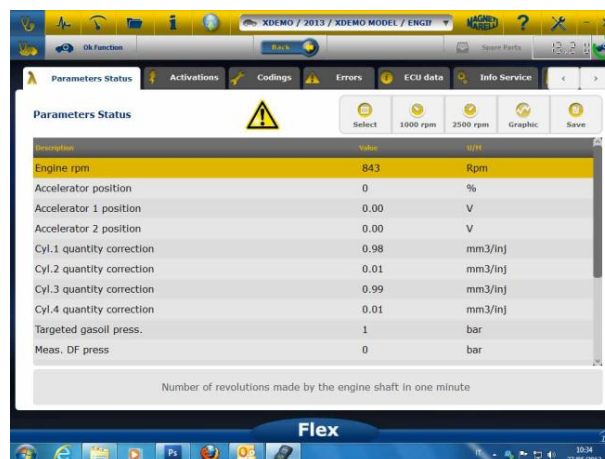 XDEMO / 2013 / XDEMO MODEL / ENGIN
MAGNETI
MARELLI
?
Ok Function
Back
Spare Parts
Parameters Status
Activations
Codings
Errors
ECU data
Info Service
Parameters Status
Select
1000 rpm
2500 rpm
Graphic
Save
Description Value U/M
Engine rpm 843 Rpm
Accelerator position 0 %
Accelerator 1 position 0.00 V
Accelerator 2 position 0.00 V
Cyl.1 quantity correction 0.98 mm3/inj
Cyl.2 quantity correction 0.01 mm3/inj
Cyl.3 quantity correction 0.99 mm3/inj
Cyl.4 quantity correction 0.01 mm3/inj
Targeted gasoil press. 1 bar
Meas. DF press 0 bar
Number of revolutions made by the engine shaft in one minute
Flex
Ps
IT
10:34